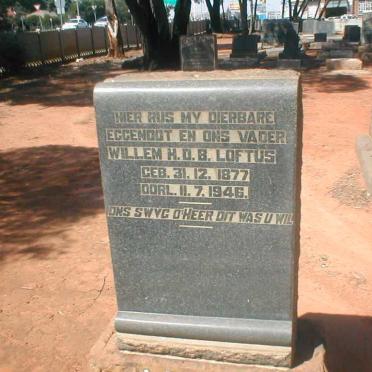 HIER RUS MY DIERBARE
EGGENOOT EN ONS VADER
WILLEM H.D.B. LOFTUS
GEB. 31.12.1877
OORL. 11.7.1946.
ONS SWYG O'HEER DIT WAS U WIL